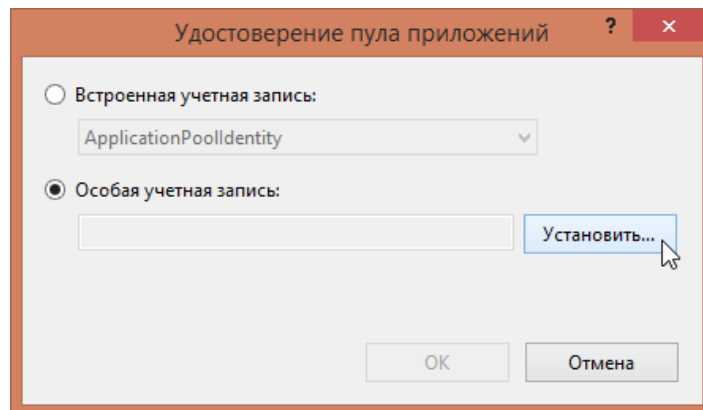 Удостоверение пула приложений ? ×
Встроенная учетная запись:
ApplicationPoolIdentity
Особая учетная запись:
Установить...
OK Отмена